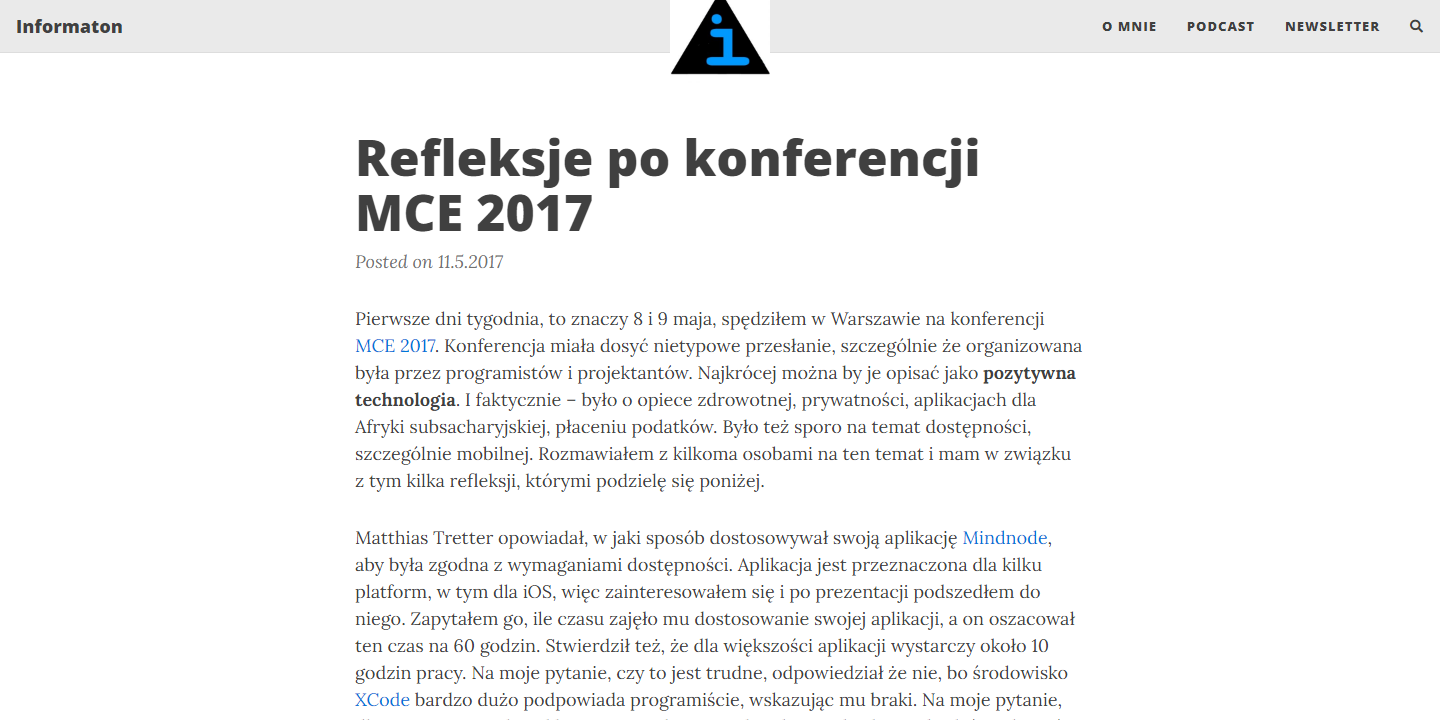 Informaton
i
O MNIE
PODCAST
NEWSLETTER
Refleksje po konferencji
MCE 2017
Posted on 11.5.2017
Pierwsze dni tygodnia, to znaczy 8 i 9 maja, spędziłem w Warszawie na konferencji
MCE 2017. Konferencja miała dosyć nietypowe przesłanie, szczególnie że organizowana
była przez programistów i projektantów. Najkrócej można by je opisać jako pozytywna
technologia. I faktycznie – było o opiece zdrowotnej, prywatności, aplikacjach dla
Afryki subsacharyjskiej, płaceniu podatków. Było też sporo na temat dostępności,
szczególnie mobilnej. Rozmawiałem z kilkoma osobami na ten temat i mam w związku
z tym kilka refleksji, którymi podzielę się poniżej.
Matthias Tretter opowiadał, w jaki sposób dostosowywał swoją aplikację Mindnode,
aby była zgodna z wymaganiami dostępności. Aplikacja jest przeznaczona dla kilku
platform, w tym dla iOS, więc zainteresowałem się i po prezentacji podszedłem do
niego. Zapytałem go, ile czasu zajęło mu dostosowanie swojej aplikacji, a on oszacował
ten czas na 60 godzin. Stwierdził też, że dla większości aplikacji wystarczy około 10
godzin pracy. Na moje pytanie, czy to jest trudne, odpowiedział że nie, bo środowisko
XCode bardzo dużo podpowiada programiście, wskazując mu braki. Na moje pytanie,